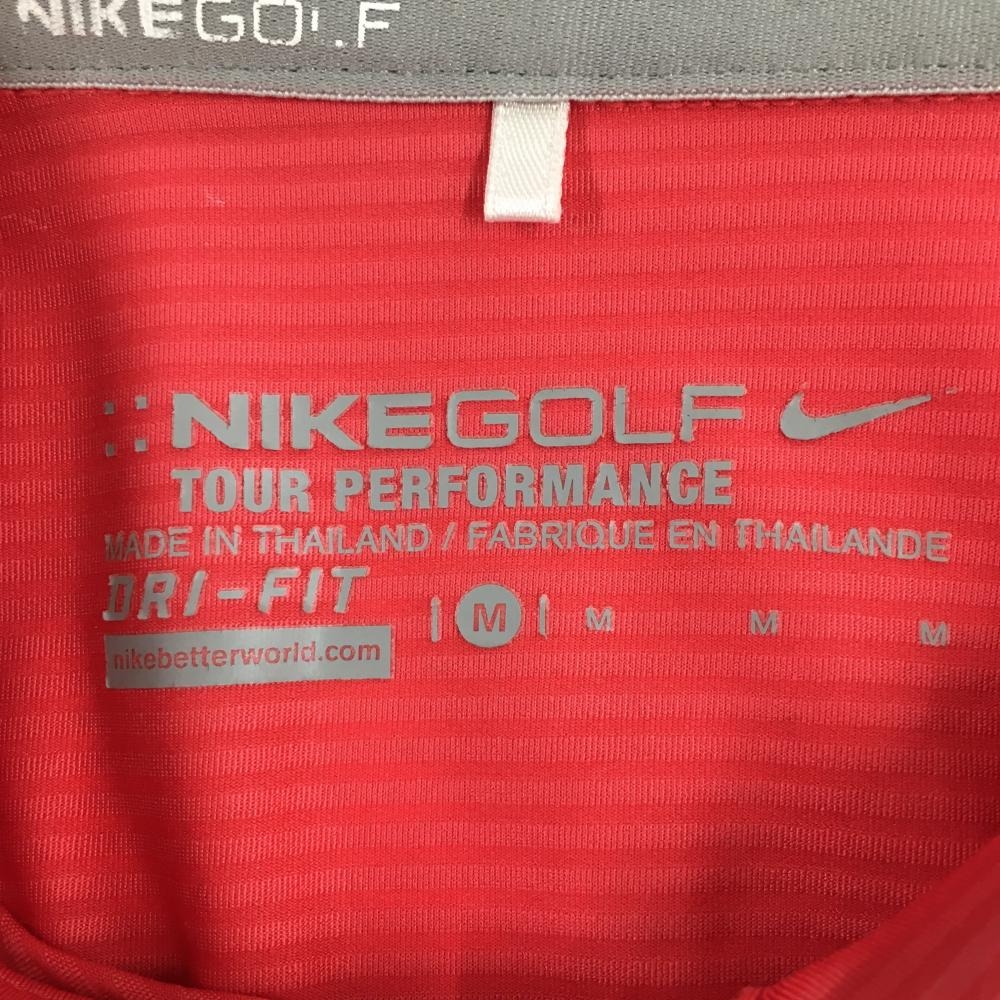 NIKEGOLF
NIKEGOLF
TOUR PERFORMANCE
MADE IN THAILAND / FABRIQUE EN THAILANDE
DRI-FIT
M M M M
nikebetterworld.com